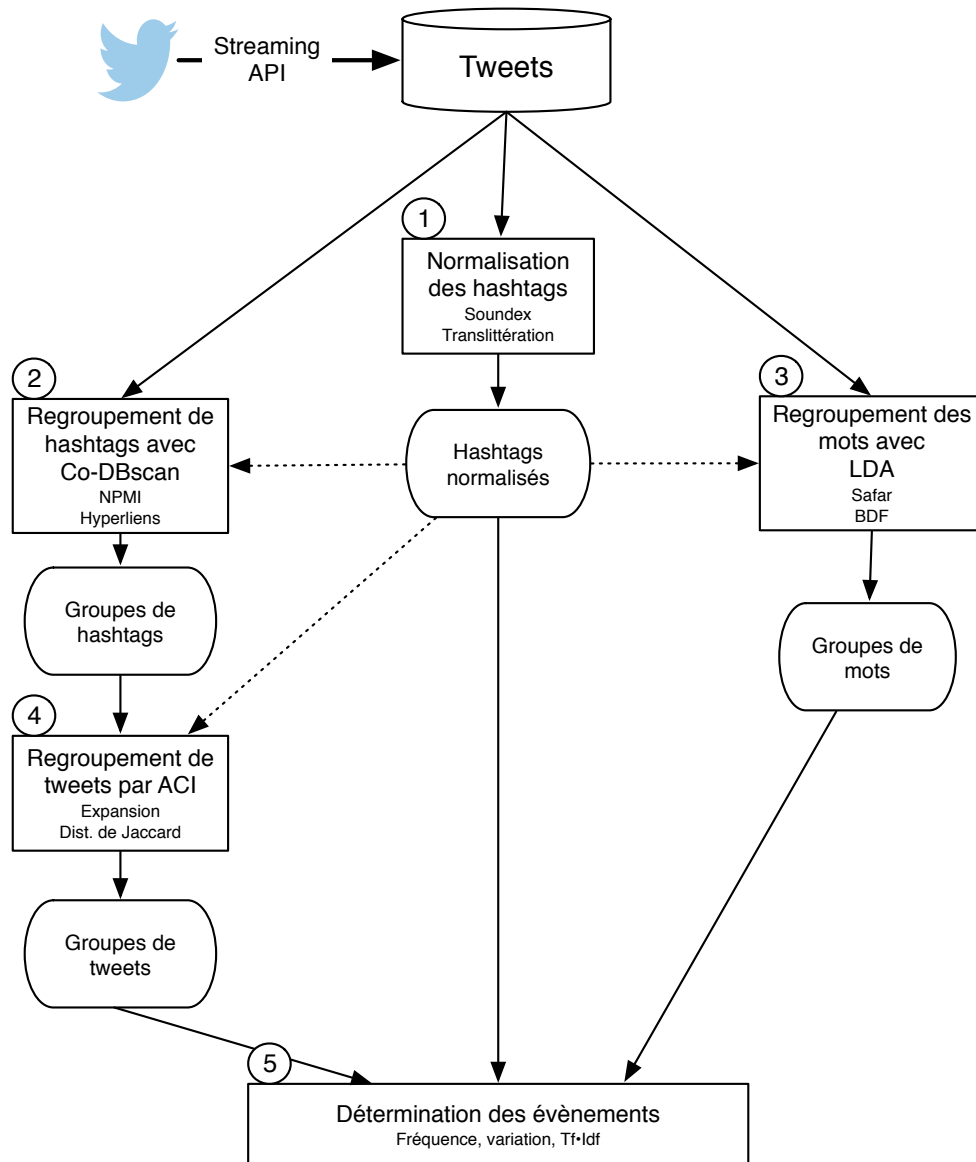 Streaming
API
Tweets
1
Normalisation
des hashtags
Soundex
Translittération
2
Regroupement de
hashtags avec
Co-DBscan
NPMI
Hyperliens
Hashtags
normalisés
3
Regroupement des
mots avec
LDA
Safar
BDF
Groupes de
hashtags
Groupes de
mots
4
Regroupement de
tweets par ACI
Expansion
Dist. de Jaccard
Groupes de
tweets
5
Détermination des évènements
Fréquence, variation, Tf•Idf